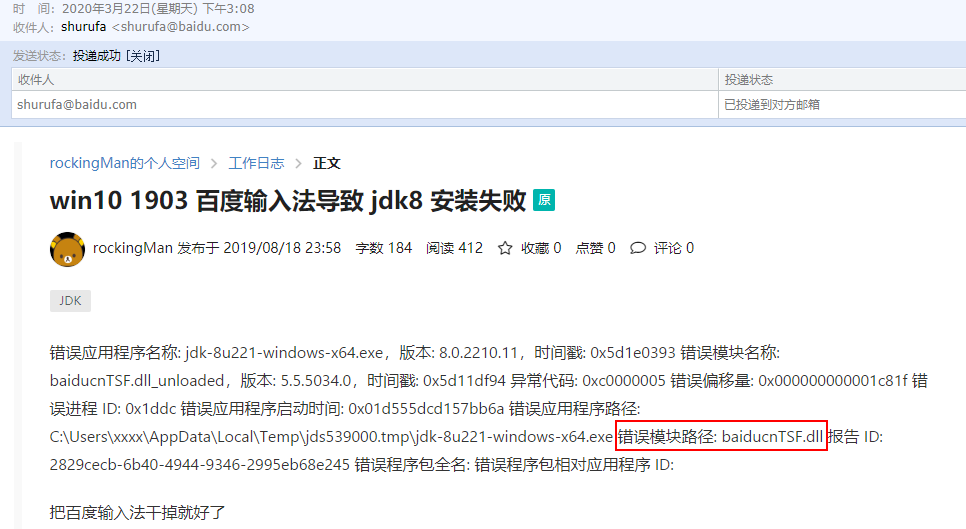 时　间：2020年3月22日(星期天) 下午3:08
收件人：shurufa <shurufa@baidu.com>
发送状态：投递成功 [关闭]
收件人 投递状态
shurufa@baidu.com 已投递到对方邮箱
rockingMan的个人空间 > 工作日志 > 正文
win10 1903 百度输入法导致 jdk8 安装失败 原
rockingMan 发布于 2019/08/18 23:58 字数 184 阅读 412 收藏 0 点赞 0 评论 0
JDK
错误应用程序名称: jdk-8u221-windows-x64.exe，版本: 8.0.2210.11，时间戳: 0x5d1e0393 错误模块名称:
baiducnTSF.dll_unloaded，版本: 5.5.5034.0，时间戳: 0x5d11df94 异常代码: 0xc0000005 错误偏移量: 0x000000000001c81f 错
误进程 ID: 0x1ddc 错误应用程序启动时间: 0x01d555dcd157bb6a 错误应用程序路径:
C:\Users\xxxx\AppData\Local\Temp\jds539000.tmp\jdk-8u221-windows-x64.exe 错误模块路径: baiducnTSF.dll 报告 ID:
2829cecb-6b40-4944-9346-2995eb68e245 错误程序包全名: 错误程序包相对应用程序 ID:
把百度输入法干掉就好了